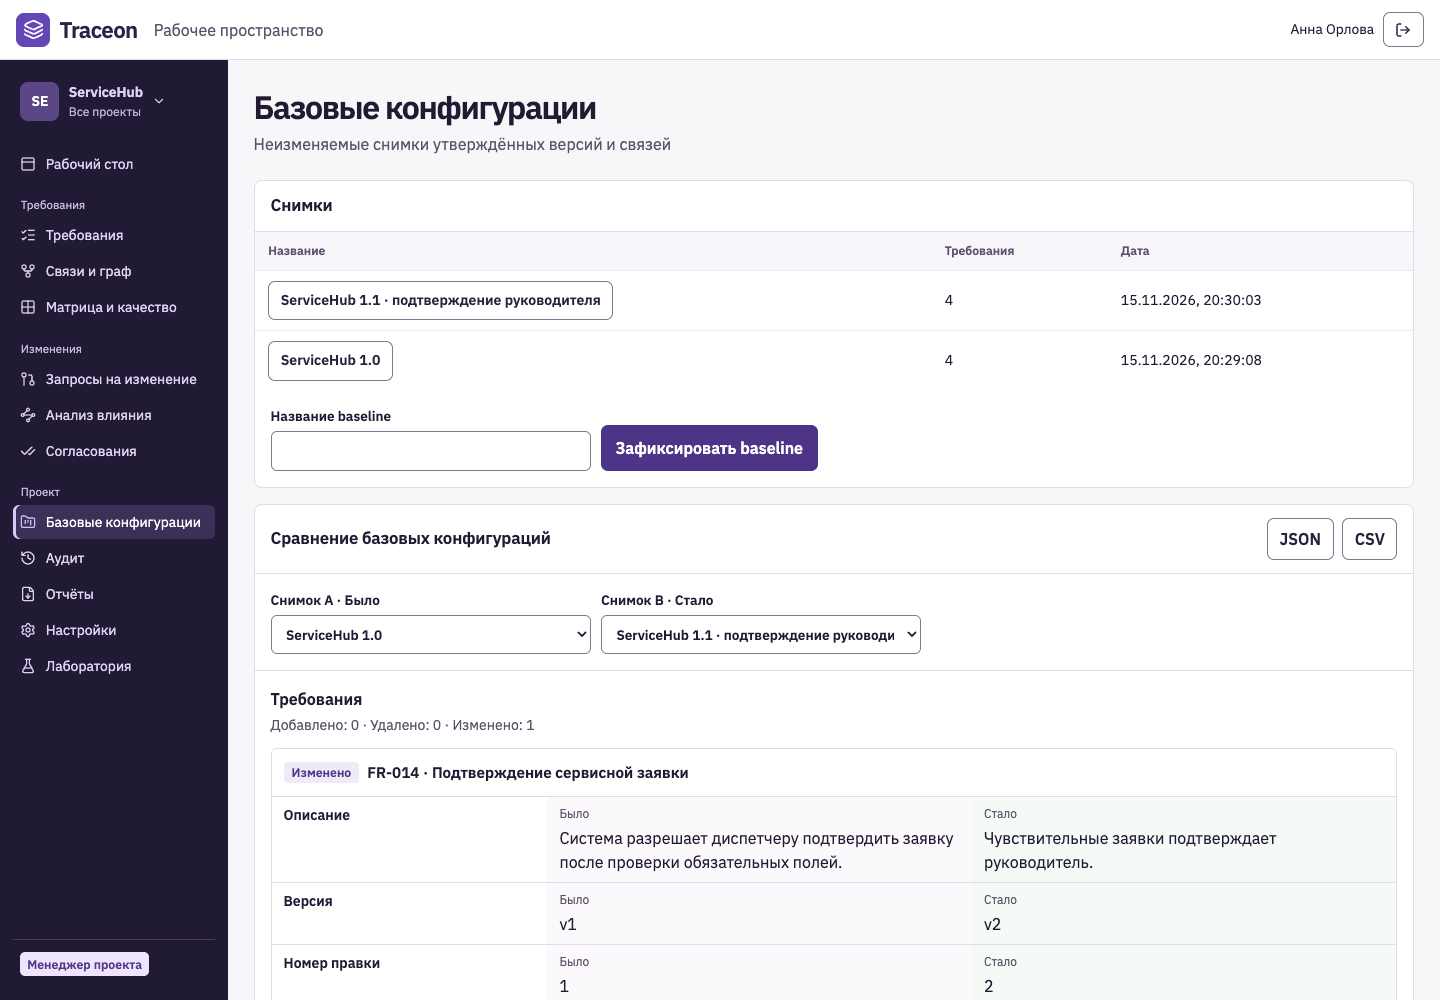 Traceon
Рабочее пространство
Анна Орлова
SE
ServiceHub
Все проекты
Рабочий стол
Требования
Требования
Связи и граф
Матрица и качество
Изменения
Запросы на изменение
Анализ влияния
Согласования
Проект
Базовые конфигурации
Аудит
Отчёты
Настройки
Лаборатория
Менеджер проекта
Базовые конфигурации
Неизменяемые снимки утверждённых версий и связей
Снимки
Название Требования Дата
ServiceHub 1.1 · подтверждение руководителя 4 15.11.2026, 20:30:03
ServiceHub 1.0 4 15.11.2026, 20:29:08
Название baseline
Зафиксировать baseline
Сравнение базовых конфигураций
JSON CSV
Снимок A · Было Снимок B · Стало
ServiceHub 1.0 ServiceHub 1.1 · подтверждение руководи
Требования
Добавлено: 0 · Удалено: 0 · Изменено: 1
Изменено FR-014 · Подтверждение сервисной заявки
Описание
Было
Система разрешает диспетчеру подтвердить заявку
после проверки обязательных полей.
Стало
Чувствительные заявки подтверждает
руководитель.
Версия
Было
v1
Стало
v2
Номер правки
Было
1
Стало
2